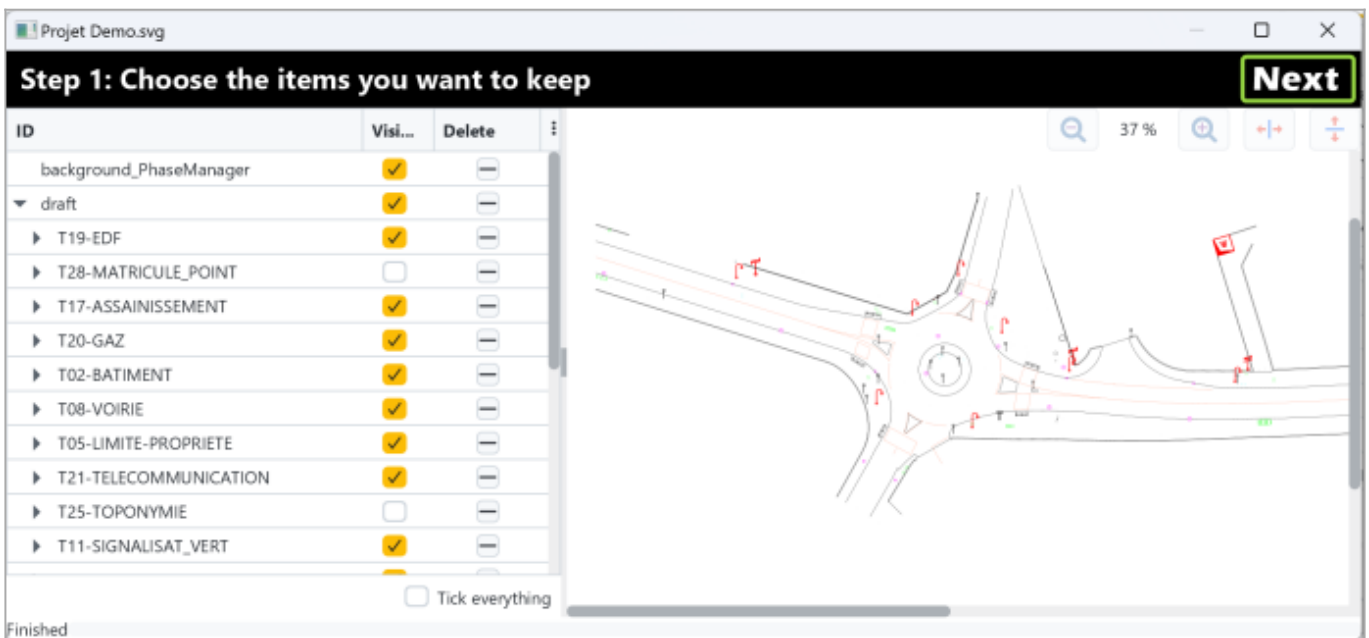 Projet Demo.svg
Step 1: Choose the items you want to keep
Next
ID
Visi...
Delete
37 %
background_PhaseManager
draft
T19-EDF
T28-MATRICULE_POINT
T17-ASSAINISSEMENT
T20-GAZ
T02-BATIMENT
T08-VOIRIE
T05-LIMITE-PROPRIETE
T21-TELECOMMUNICATION
T25-TOPONYMIE
T11-SIGNALISAT_VERT
Tick everything
Finished